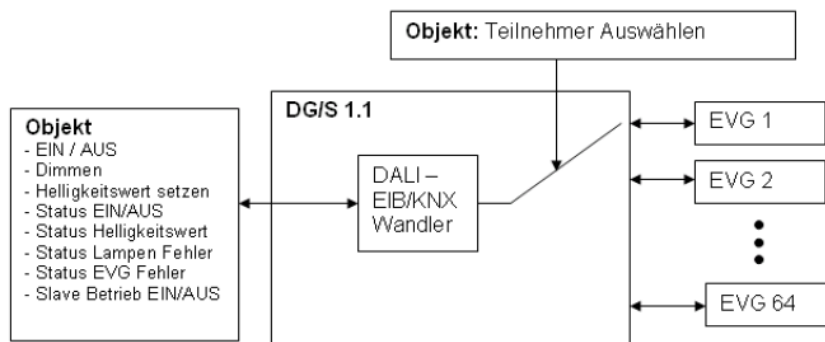 Objekt: Teilnehmer Auswählen
DG/S 1.1
Objekt
- EIN / AUS
- Dimmen
- Helligkeitswert setzen
- Status EIN/AUS
- Status Helligkeitswert
- Status Lampen Fehler
- Status EVG Fehler
- Slave Betrieb EIN/AUS
DALI –
EIB/KNX
Wandler
EVG 1
EVG 2
EVG 64